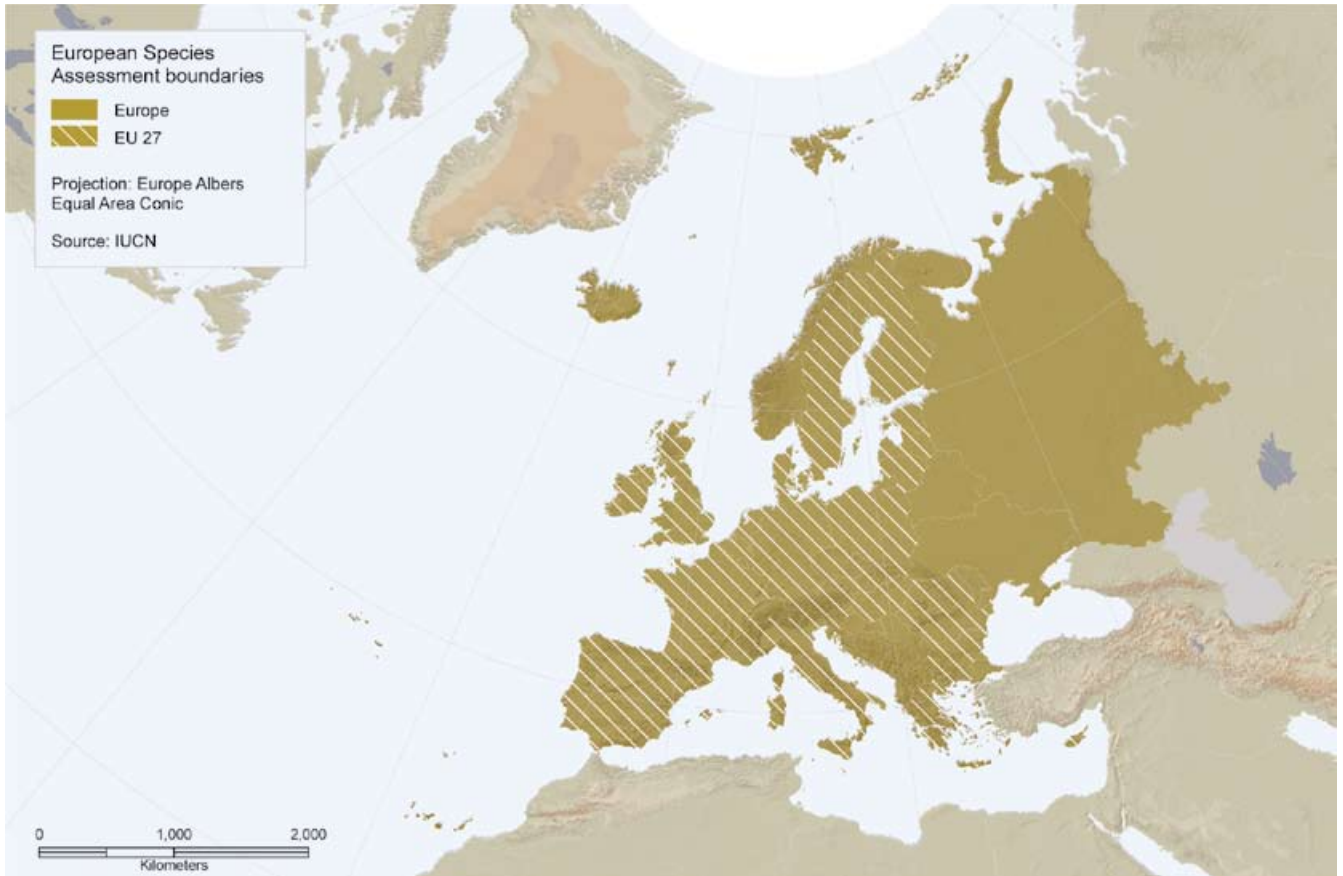 European Species
Assessment boundaries
Europe
EU 27
Projection: Europe Albers
Equal Area Conic
Source: IUCN
0 1,000 2,000
Kilometers